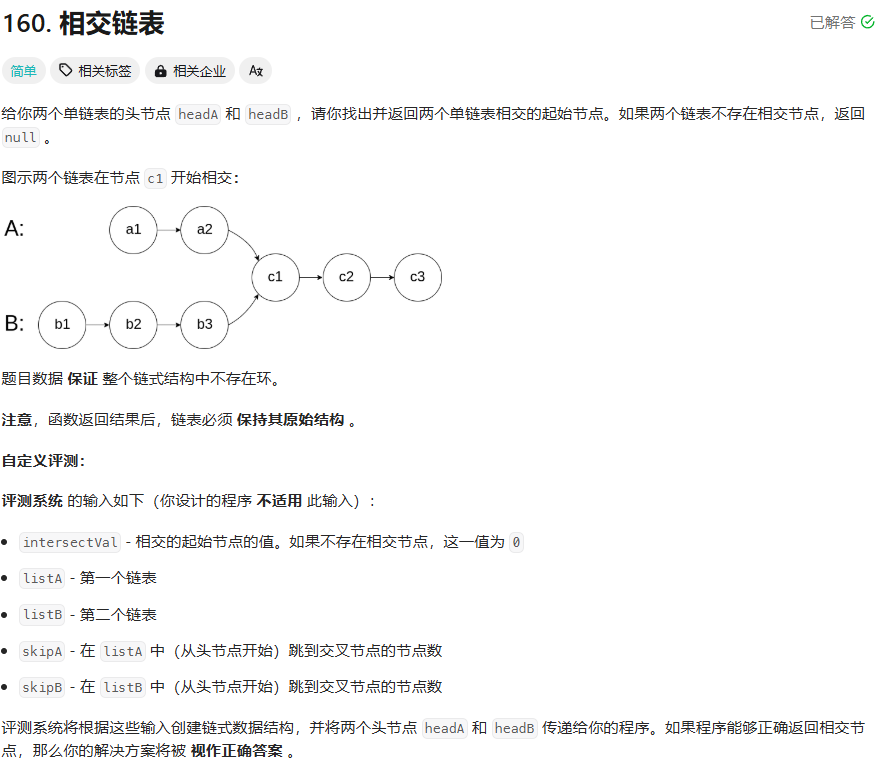 160. 相交链表
已解答
简单 相关标签 相关企业 Az
给你两个单链表的头节点 headA 和 headB ，请你找出并返回两个单链表相交的起始节点。如果两个链表不存在相交节点，返回
null 。
图示两个链表在节点 c1 开始相交：
A: a1 a2
c1 c2 c3
B: b1 b2 b3
题目数据 保证 整个链式结构中不存在环。
注意，函数返回结果后，链表必须 保持其原始结构 。
自定义评测：
评测系统 的输入如下（你设计的程序 不适用 此输入）：
intersectVal - 相交的起始节点的值。如果不存在相交节点，这一值为 0
listA - 第一个链表
listB - 第二个链表
skipA - 在 listA 中（从头节点开始）跳到交叉节点的节点数
skipB - 在 listB 中（从头节点开始）跳到交叉节点的节点数
评测系统将根据这些输入创建链式数据结构，并将两个头节点 headA 和 headB 传递给你的程序。如果程序能够正确返回相交节
点，那么你的解决方案将被 视作正确答案 。